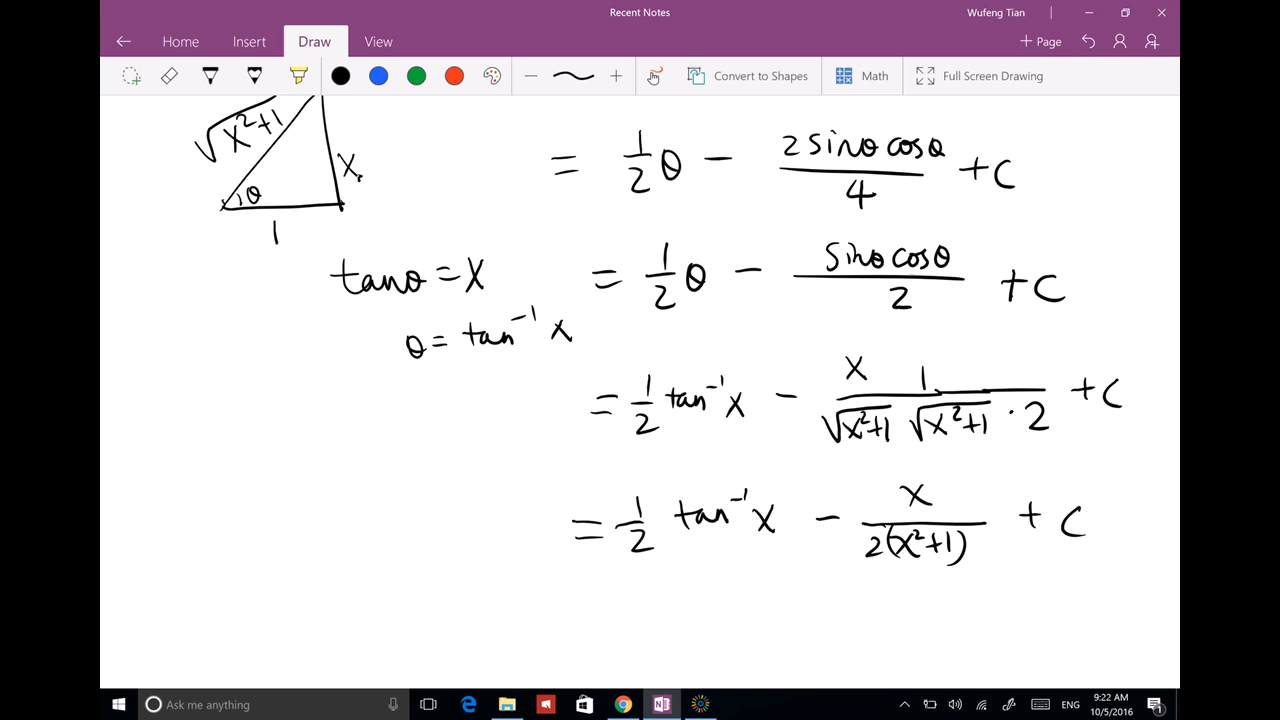 Recent Notes
Wufeng Tian
Home Insert Draw View
+ Page
Convert to Shapes Math Full Screen Drawing
√x²+1
x
θ
1
= 1/2 θ - 2 sinθ cosθ / 4 + C
tanθ = x
= 1/2 θ - sinθ cosθ / 2 + C
θ = tan⁻¹ x
= 1/2 tan⁻¹ x - x 1 / √x²+1 √x²+1 · 2 + C
= 1/2 tan⁻¹ x - x / 2(x²+1) + C
Ask me anything
ENG
9:22 AM
10/5/2016
1